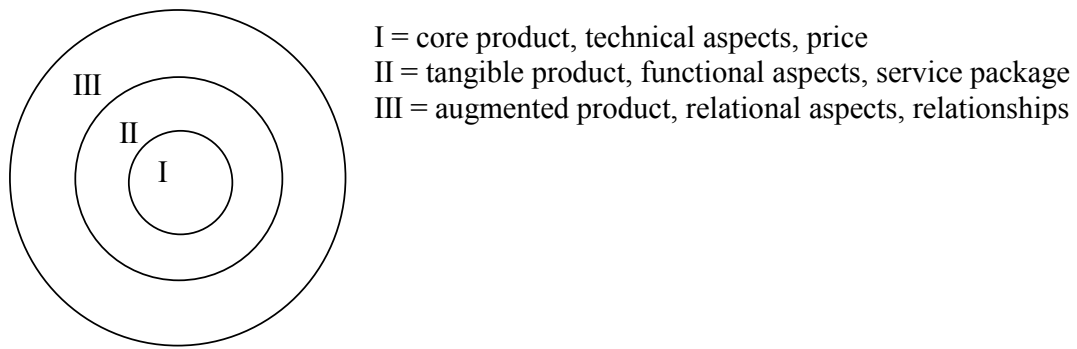 I = core product, technical aspects, price
II = tangible product, functional aspects, service package
III = augmented product, relational aspects, relationships
III
II
I